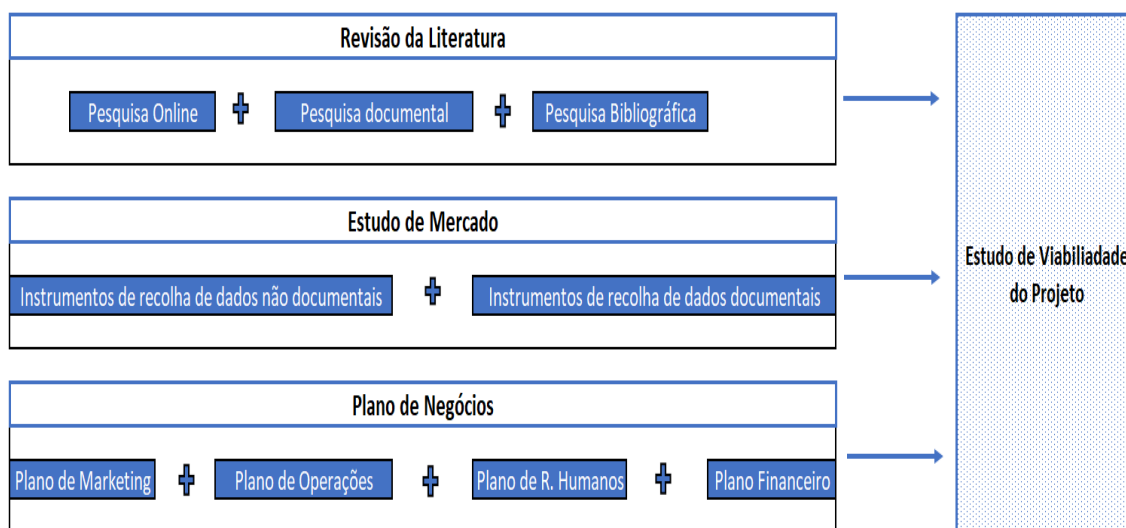 Revisão da Literatura
Pesquisa Online + Pesquisa documental + Pesquisa Bibliográfica
Estudo de Mercado
Instrumentos de recolha de dados não documentais + Instrumentos de recolha de dados documentais
Plano de Negócios
Plano de Marketing + Plano de Operações + Plano de R. Humanos + Plano Financeiro
Estudo de Viabiliadade
do Projeto